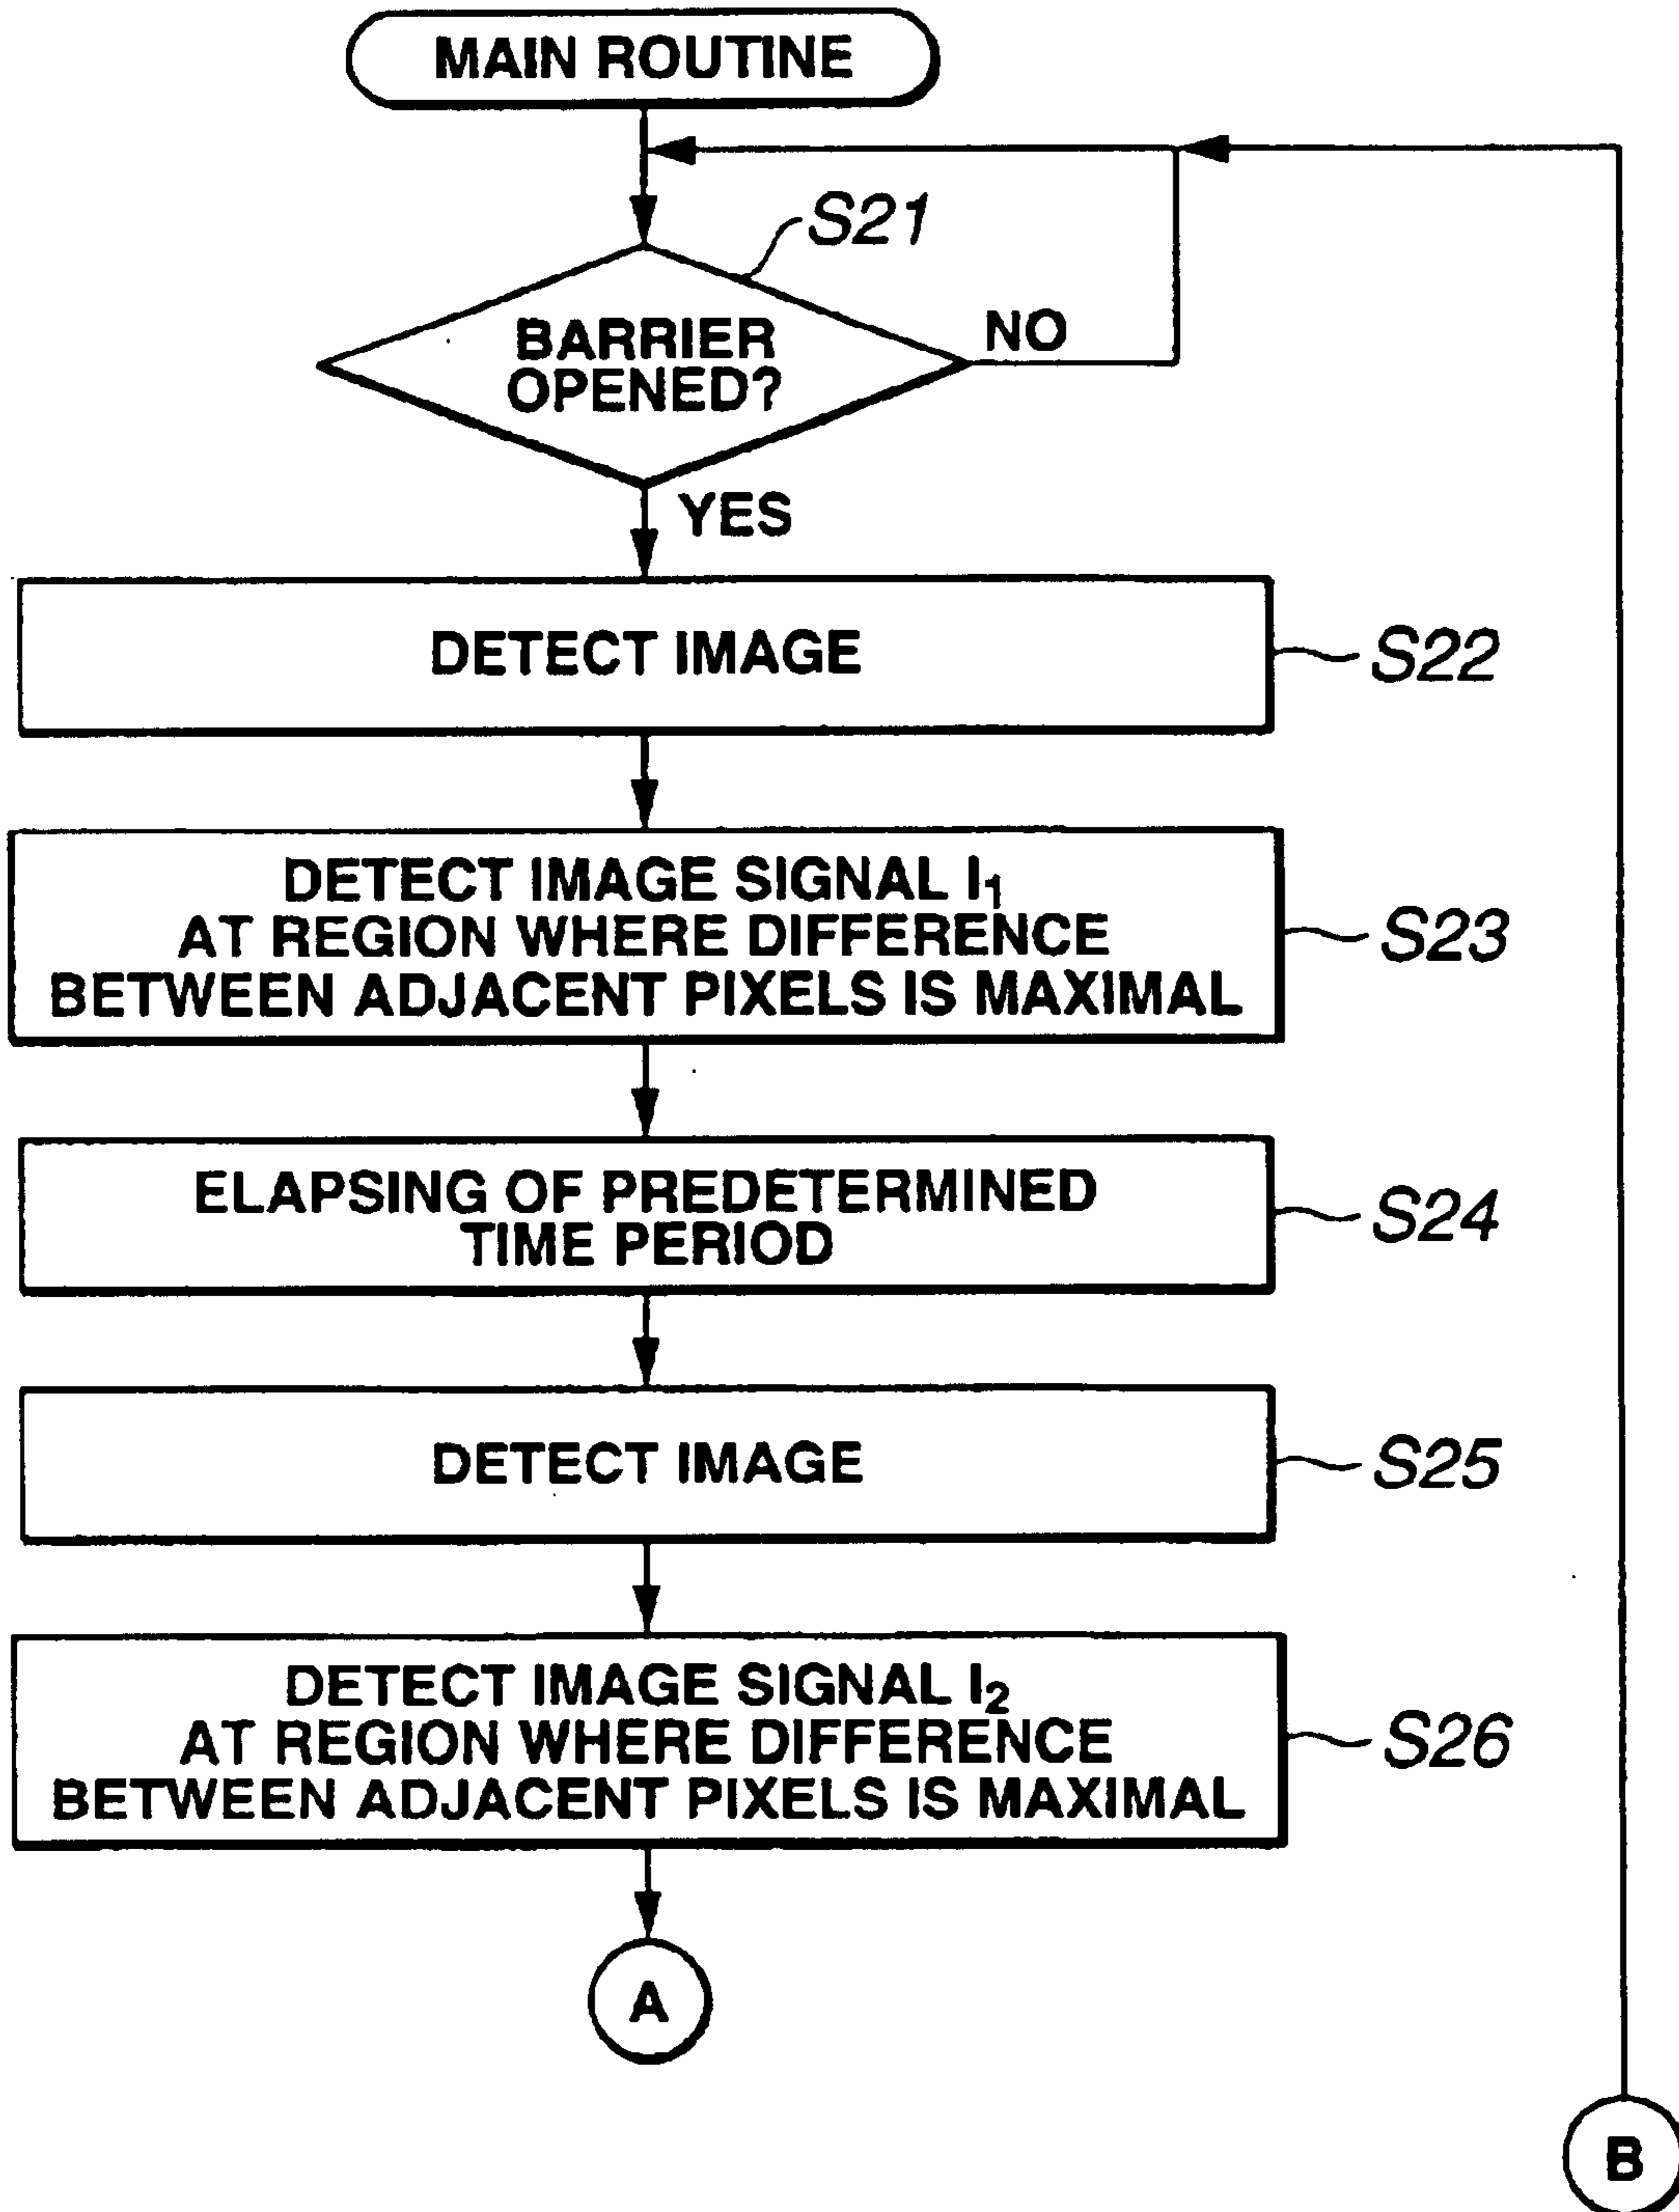 MAIN ROUTINE
S21
BARRIER
OPENED?
NO
YES
DETECT IMAGE
S22
DETECT IMAGE SIGNAL I₁
AT REGION WHERE DIFFERENCE
BETWEEN ADJACENT PIXELS IS MAXIMAL
S23
ELAPSING OF PREDETERMINED
TIME PERIOD
S24
DETECT IMAGE
S25
DETECT IMAGE SIGNAL I₂
AT REGION WHERE DIFFERENCE
BETWEEN ADJACENT PIXELS IS MAXIMAL
S26
A
B